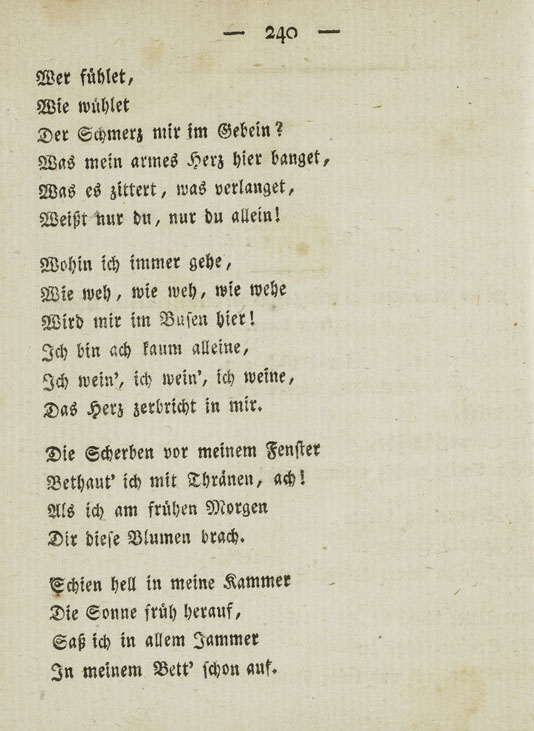 — 240 —
Wer fühlet,
Wie wühlet
Der Schmerz mir im Gebein?
Was mein armes Herz hier banget,
Was es zittert, was verlanget,
Weißt nur du, nur du allein!
Wohin ich immer gehe,
Wie weh, wie weh, wie wehe
Wird mir im Busen hier!
Ich bin ach kaum alleine,
Ich wein', ich wein', ich weine,
Das Herz zerbricht in mir.
Die Scherben vor meinem Fenster
Bethaut' ich mit Thränen, ach!
Als ich am frühen Morgen
Dir diese Blumen brach.
Schien hell in meine Kammer
Die Sonne früh herauf,
Saß ich in allem Jammer
In meinem Bett' schon auf.